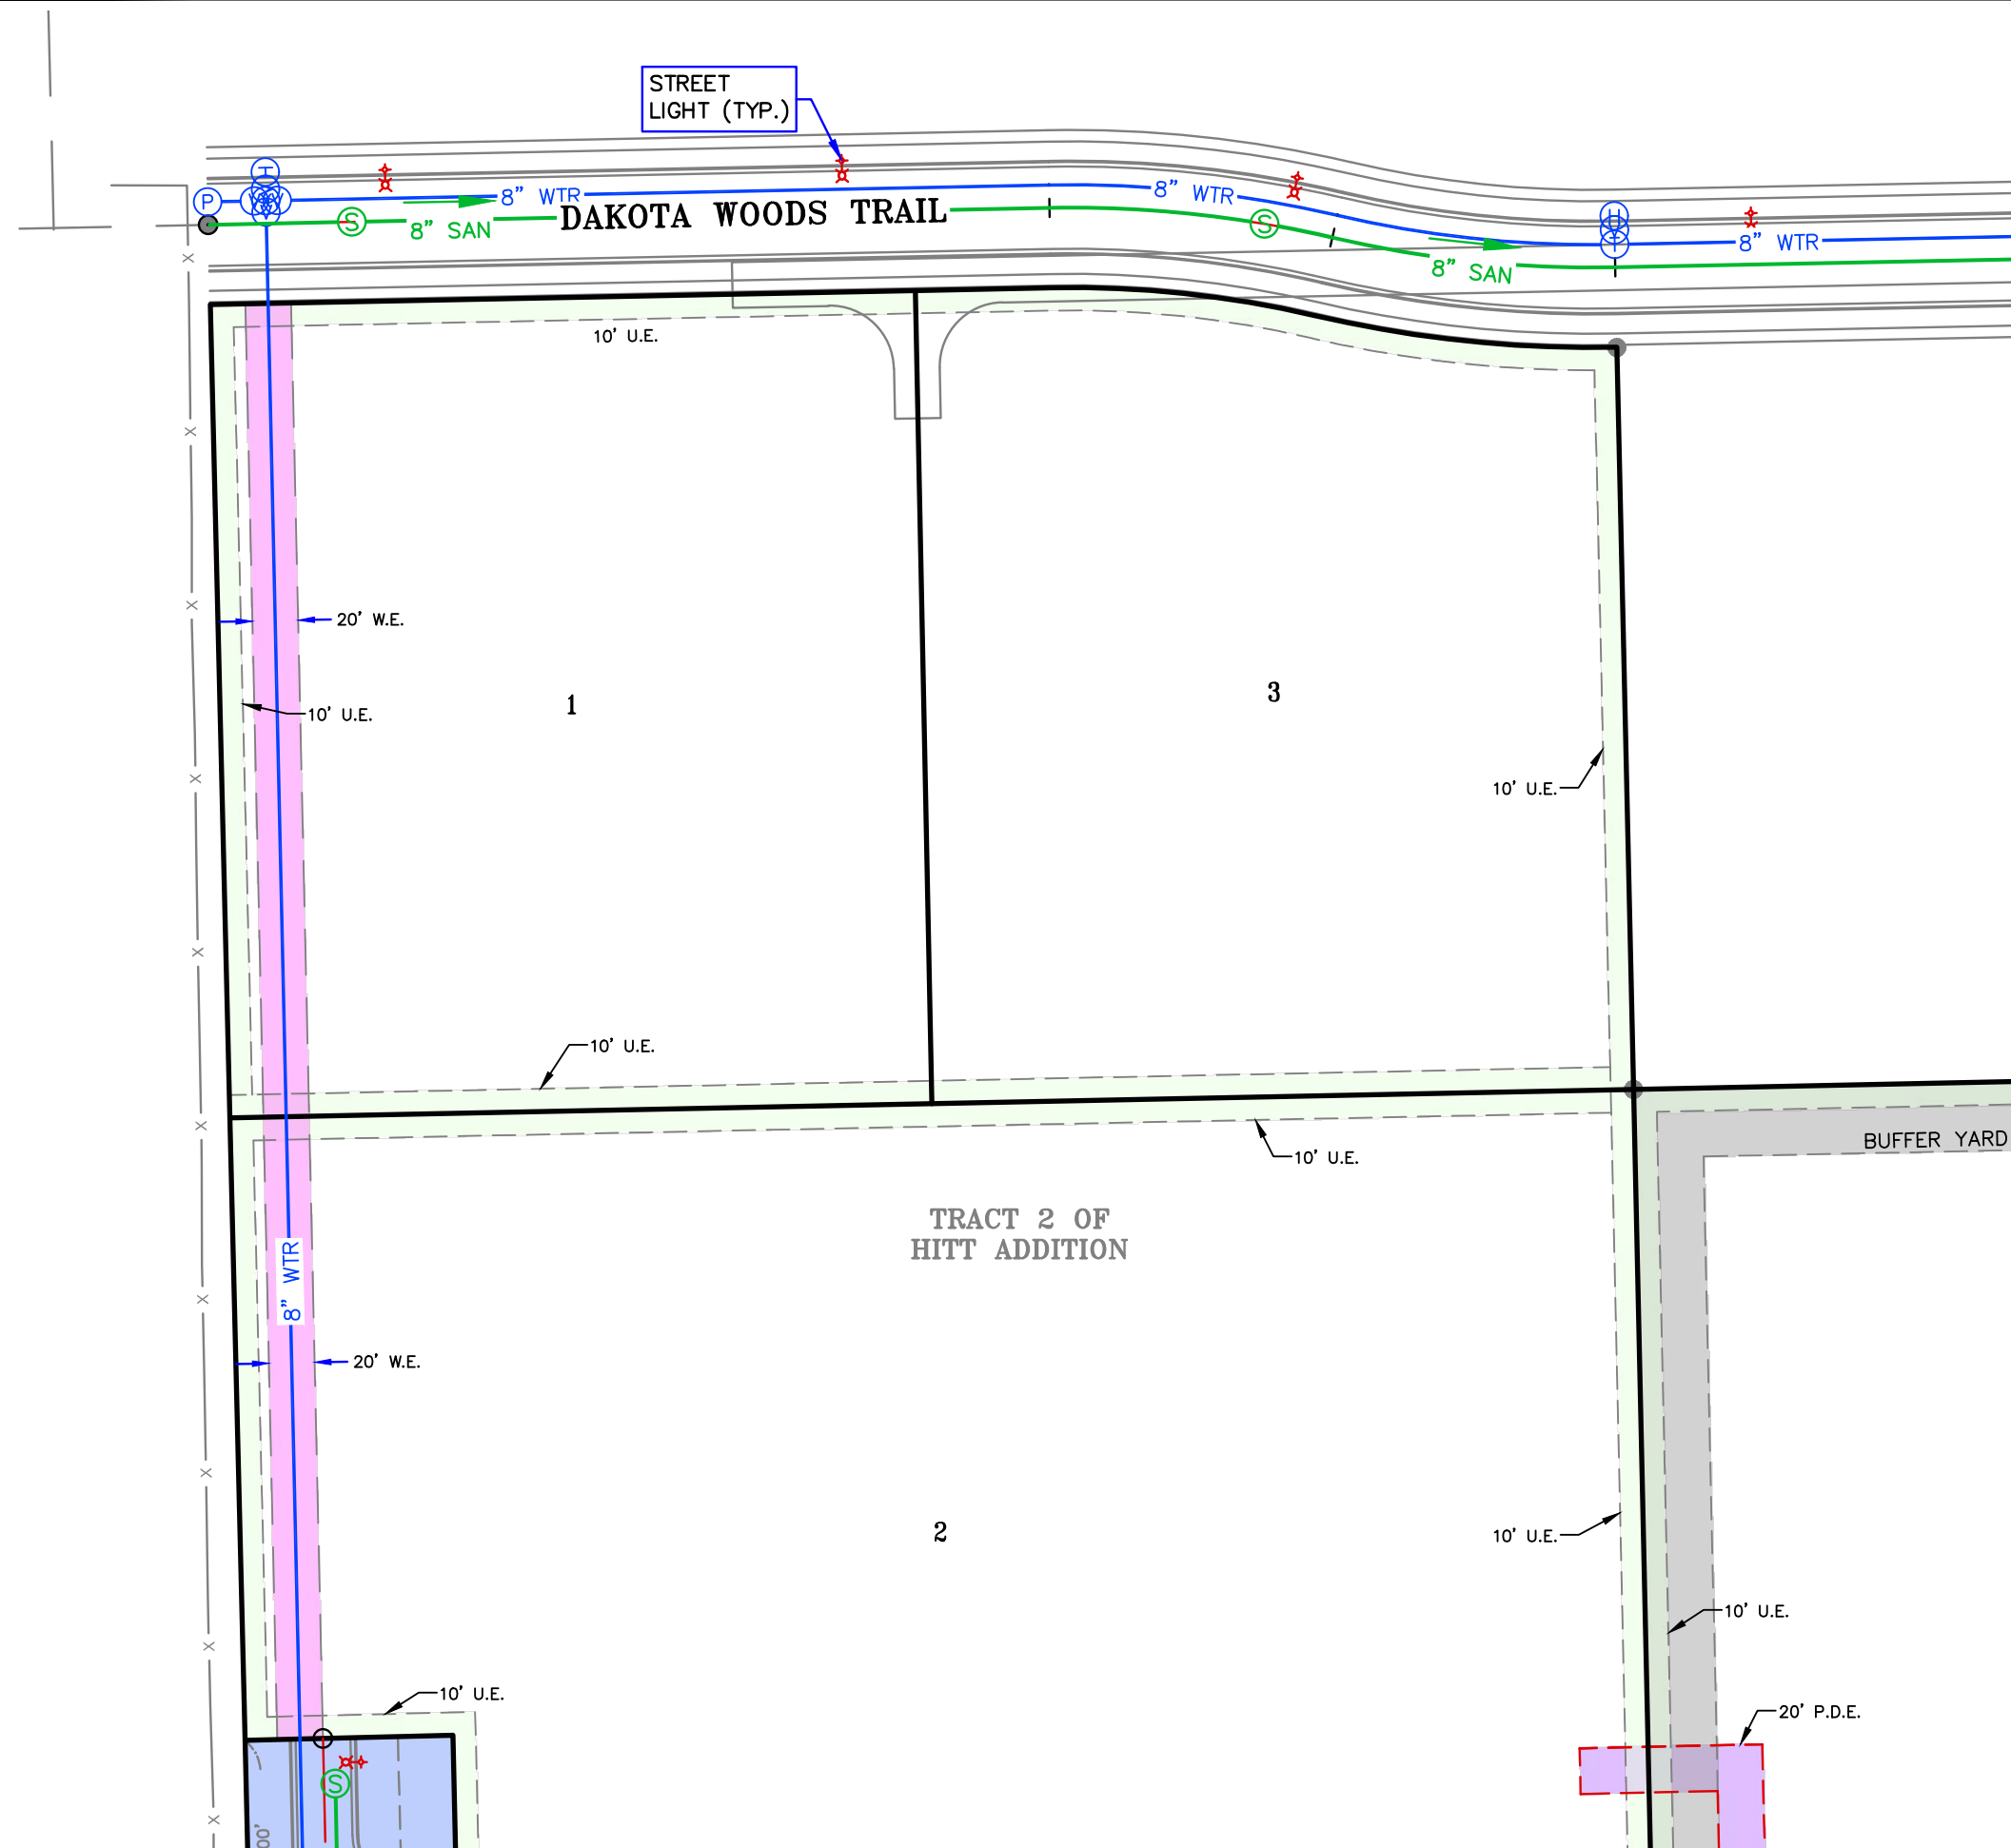 STREET
LIGHT (TYP.)
P
H
8" WTR
8" WTR
8" WTR
S
8" SAN
DAKOTA WOODS TRAIL
S
8" SAN
10' U.E.
X
X
X
20' W.E.
1
3
10' U.E.
10' U.E.
X
X
10' U.E.
X
10' U.E.
BUFFER YARD
TRACT 2 OF
HITT ADDITION
8" WTR
X
20' W.E.
X
2
10' U.E.
10' U.E.
X
10' U.E.
20' P.D.E.
S
X
00'